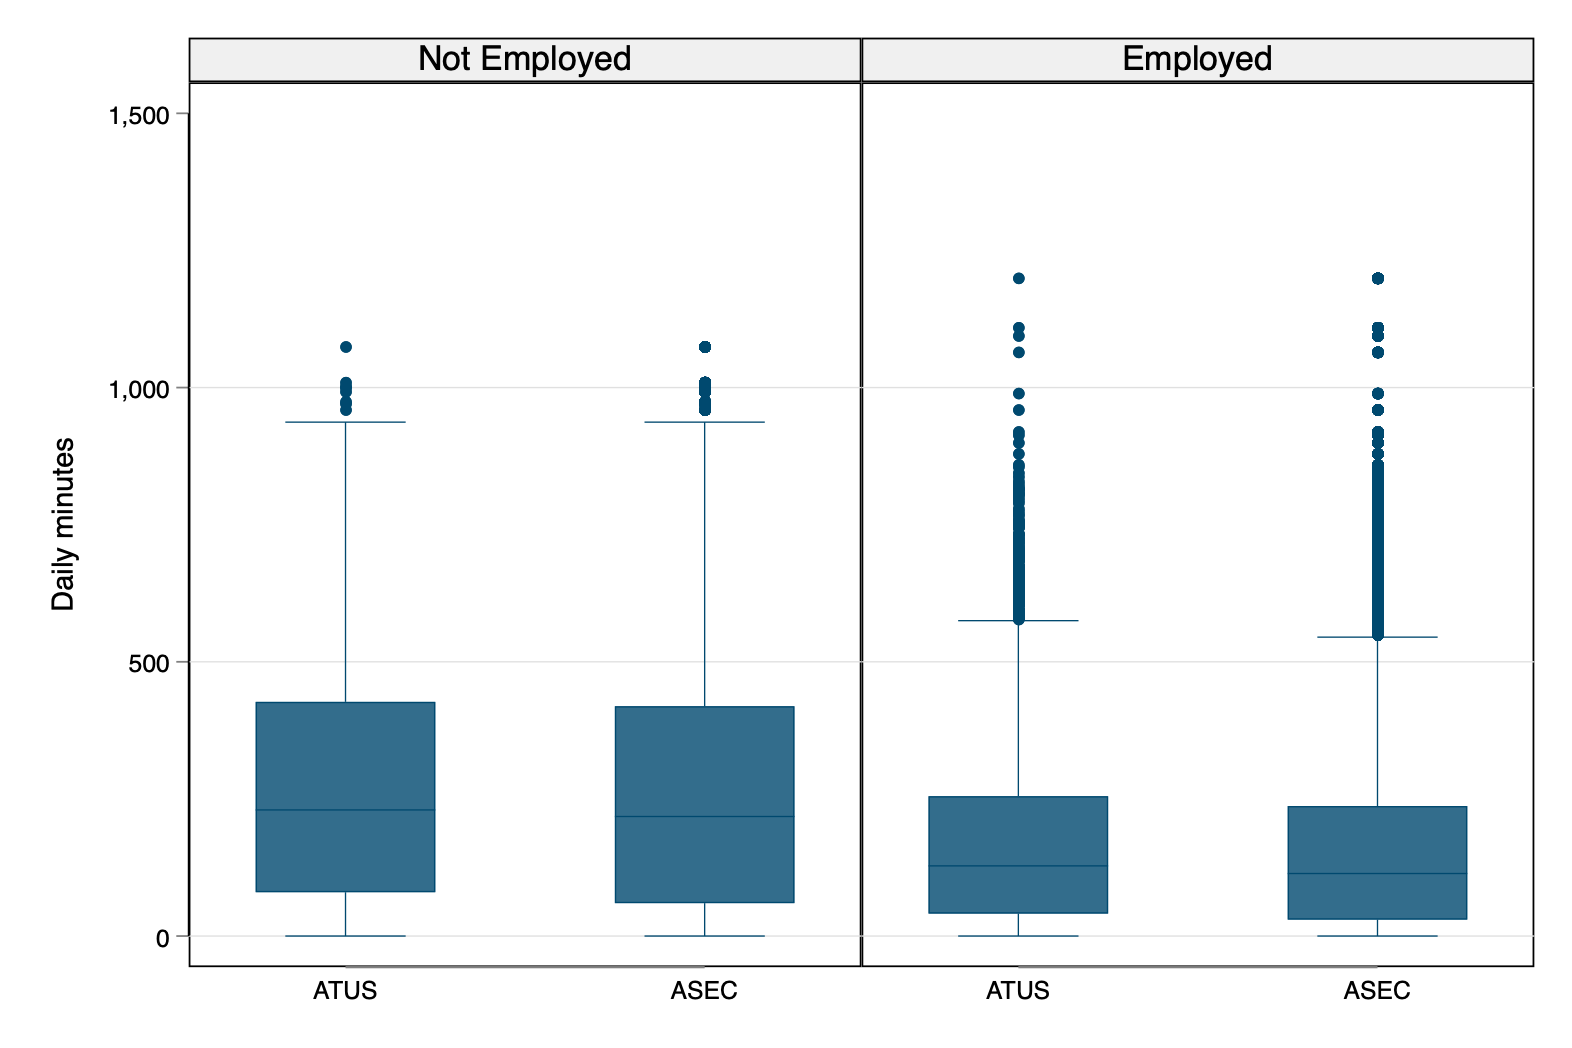 Not Employed
Employed
1,500
1,000
500
0
Daily minutes
ATUS
ASEC
ATUS
ASEC